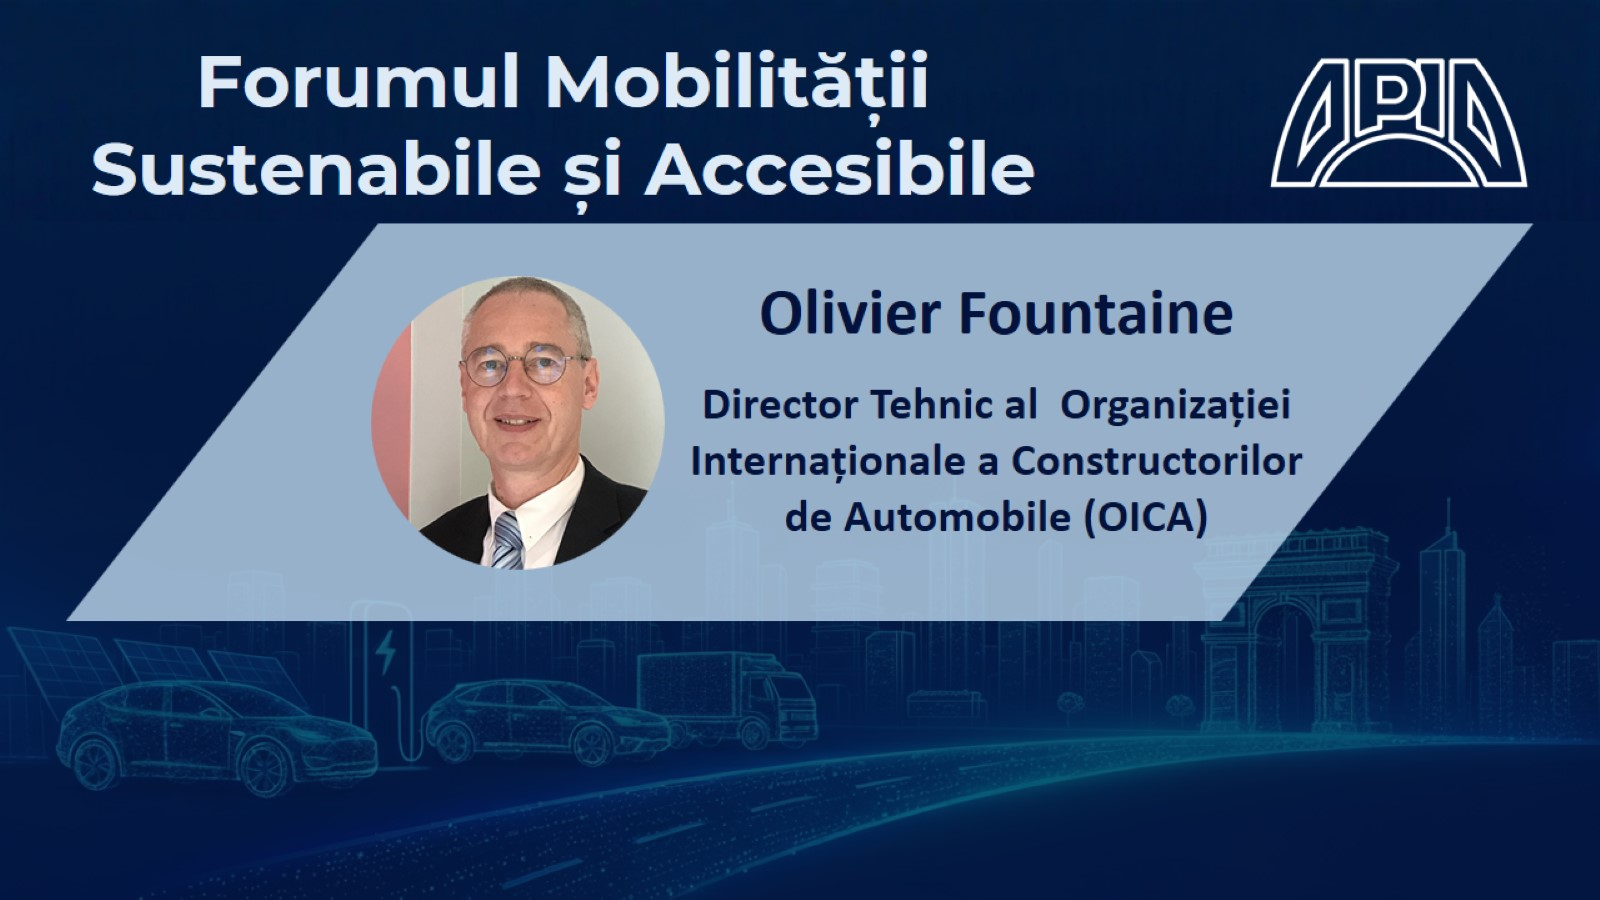 Forumul Mobilității
Sustenabile și Accesibile
APIA
Olivier Fountaine
Director Tehnic al  Organizației
Internaționale a Constructorilor
de Automobile (OICA)